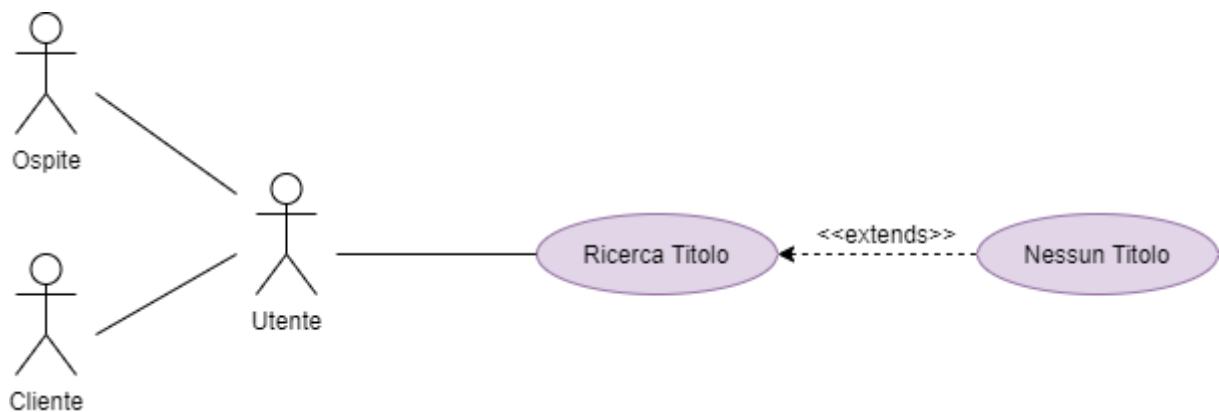 Ospite
Utente
Cliente
Ricerca Titolo
<<extends>>
Nessun Titolo